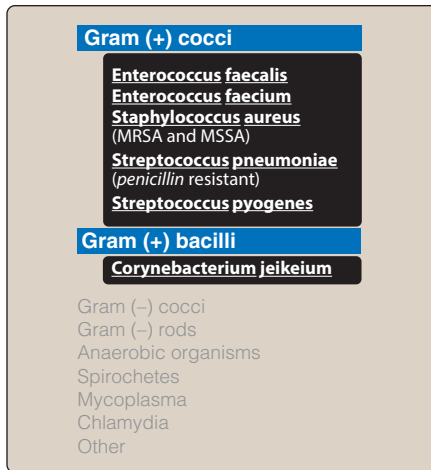 Gram (+) cocci
Enterococcus faecalis
Enterococcus faecium
Staphylococcus aureus
(MRSA and MSSA)
Streptococcus pneumoniae
(penicillin resistant)
Streptococcus pyogenes
Gram (+) bacilli
Corynebacterium jeikeium
Gram (–) cocci
Gram (–) rods
Anaerobic organisms
Spirochetes
Mycoplasma
Chlamydia
Other